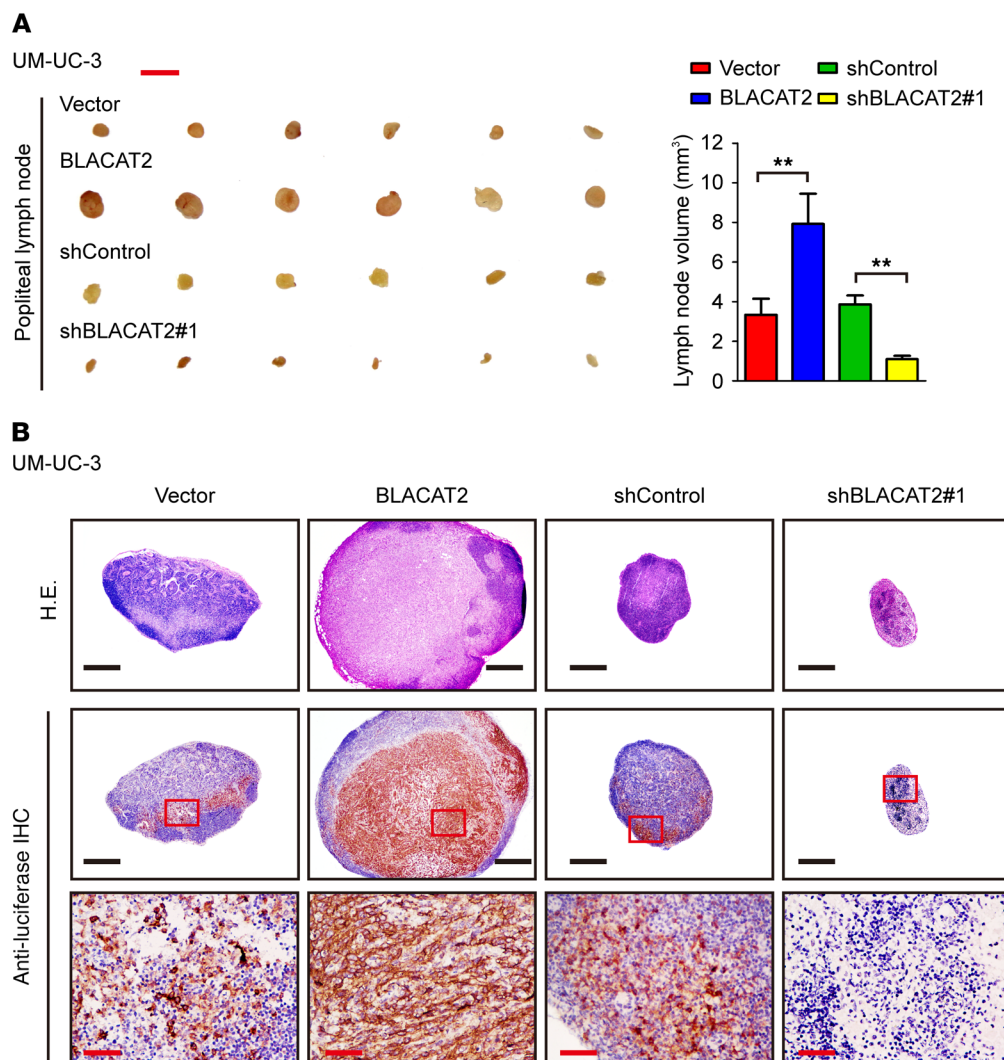 A
UM-UC-3
Popliteal lymph node
Vector
BLACAT2
shControl
shBLACAT2#1
Vector
shControl
BLACAT2
shBLACAT2#1
Lymph node volume (mm³)
12
10
8
6
4
2
0
**
**
B
UM-UC-3
Vector
BLACAT2
shControl
shBLACAT2#1
H.E.
Anti-luciferase IHC